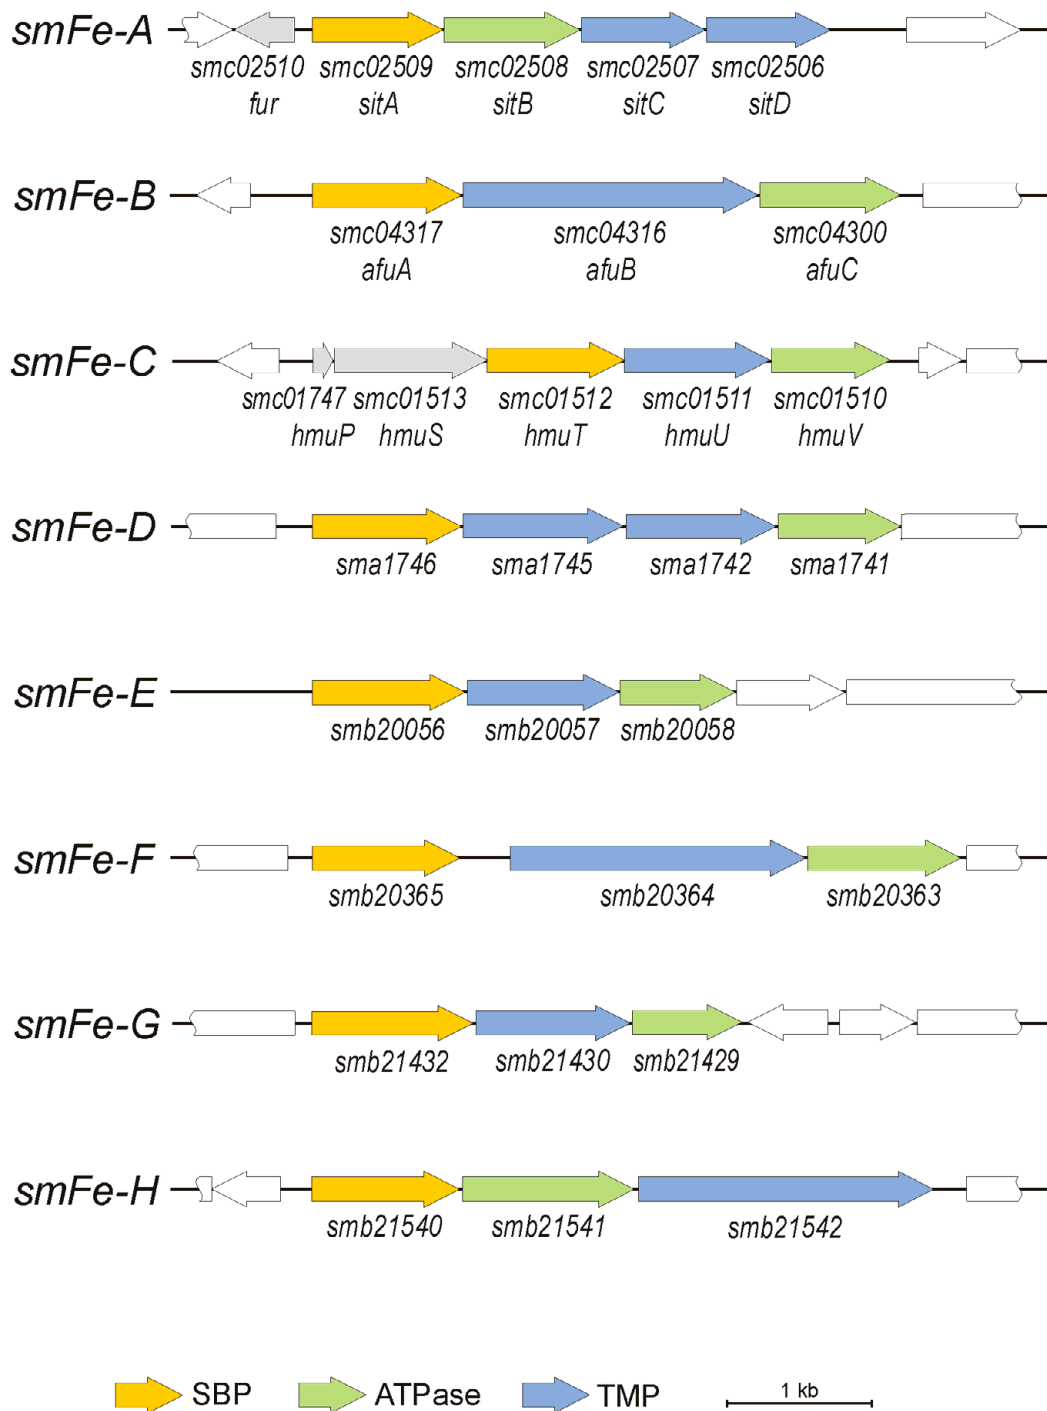 smFe-A
smc02510 smc02509 smc02508 smc02507 smc02506
fur sitA sitB sitC sitD
smFe-B
smc04317 smc04316 smc04300
afuA afuB afuC
smFe-C
smc01747 smc01513 smc01512 smc01511 smc01510
hmuP hmuS hmuT hmuU hmuV
smFe-D
sma1746 sma1745 sma1742 sma1741
smFe-E
smb20056 smb20057 smb20058
smFe-F
smb20365 smb20364 smb20363
smFe-G
smb21432 smb21430 smb21429
smFe-H
smb21540 smb21541 smb21542
SBP ATPase TMP 1 kb